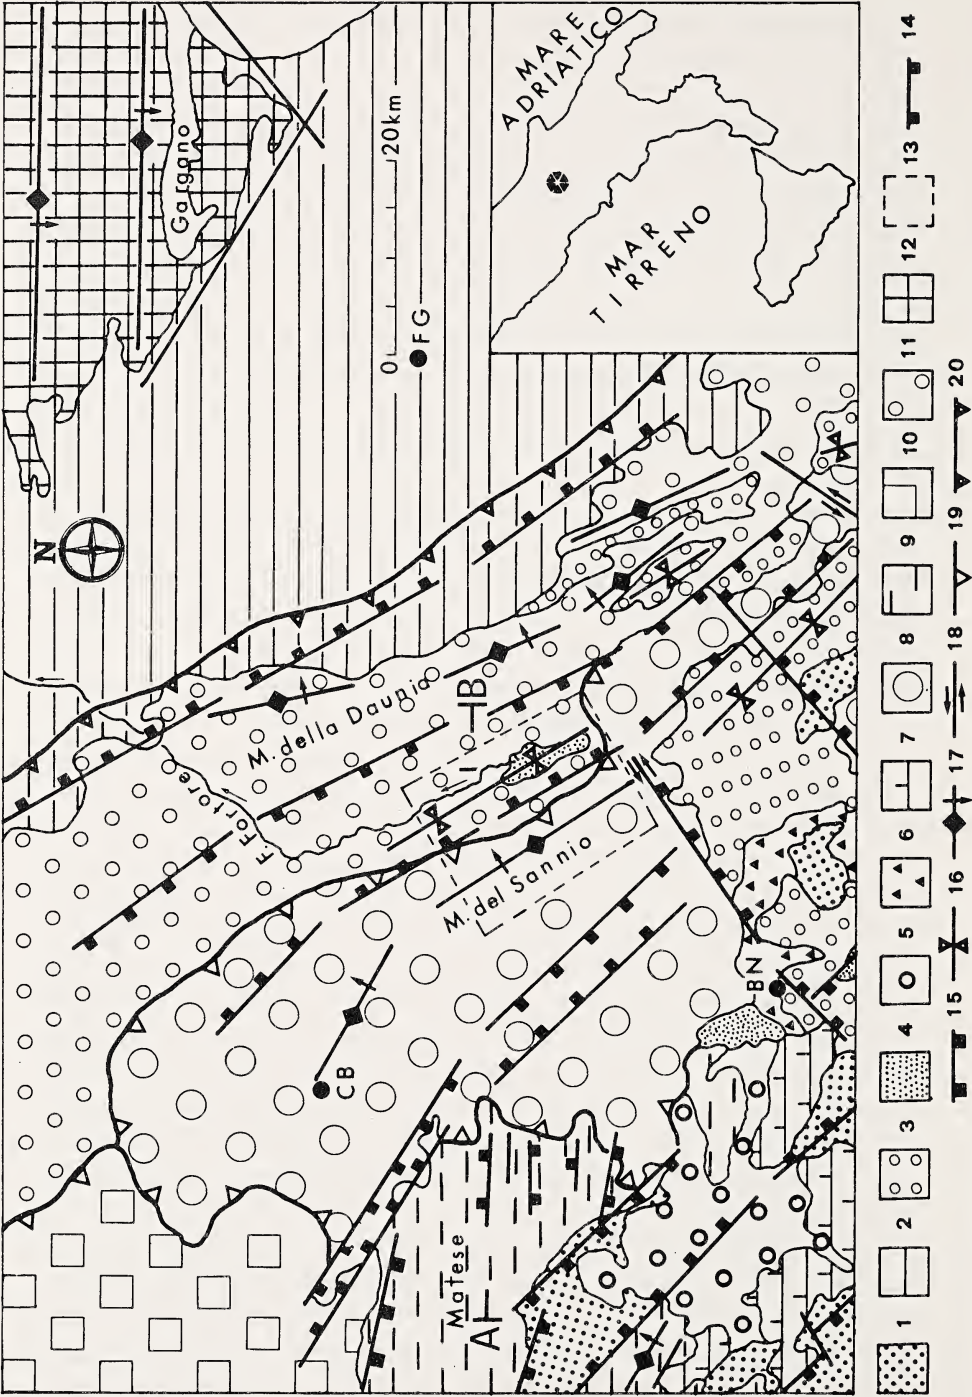 N
Gargano
0 20km
FG
MARE
ADRIATICO
MAR
TIRRENO
F. Fortore
M. della Daunia
B
M. del Sannio
CB
BN
Matese
A
1 2 3 4 5 6 7 8 9 10 11 12 13 14
15 16 17 18 19 20